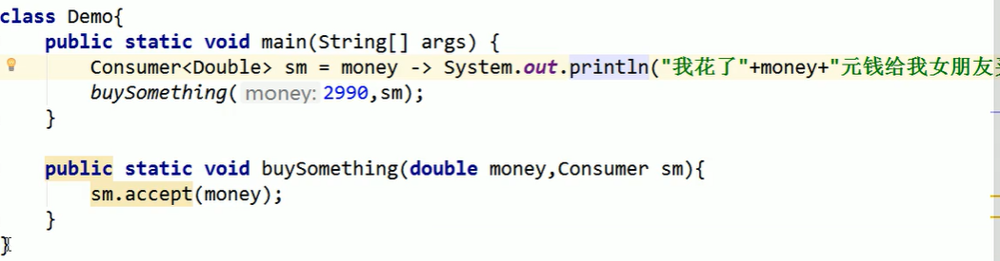 class Demo{
public static void main(String[] args) {
Consumer<Double> sm = money -> System.out.println("我花了"+money+"元钱给我女朋友
buySomething( money: 2990,sm);
}
public static void buySomething(double money,Consumer sm){
sm.accept(money);
}
}